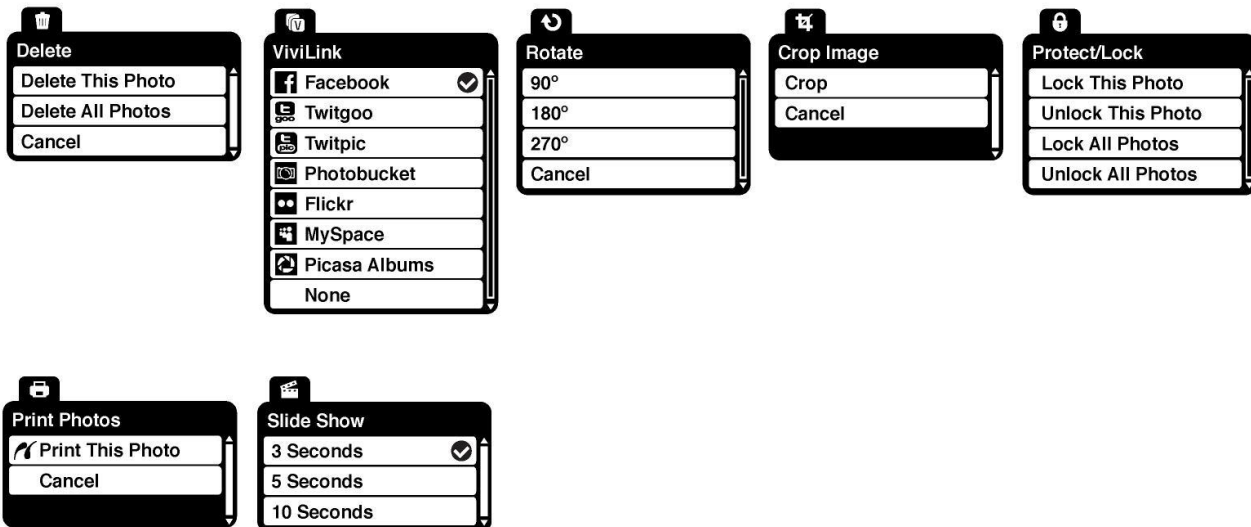 Delete
Delete This Photo
Delete All Photos
Cancel
V
ViviLink
f Facebook
t goo Twitgoo
t pic Twitpic
Photobucket
Flickr
MySpace
Picasa Albums
None
Rotate
90°
180°
270°
Cancel
Crop Image
Crop
Cancel
Protect/Lock
Lock This Photo
Unlock This Photo
Lock All Photos
Unlock All Photos
Print Photos
Print This Photo
Cancel
Slide Show
3 Seconds
5 Seconds
10 Seconds